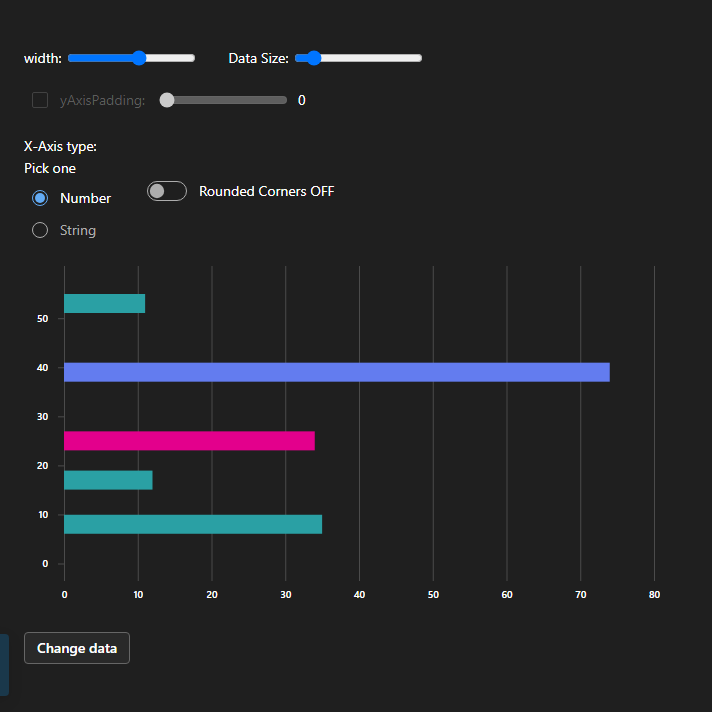 width: Data Size:
yAxisPadding: 0
X-Axis type:
Pick one
Number
Rounded Corners OFF
String
50
40
30
20
10
0
0 10 20 30 40 50 60 70 80
Change data